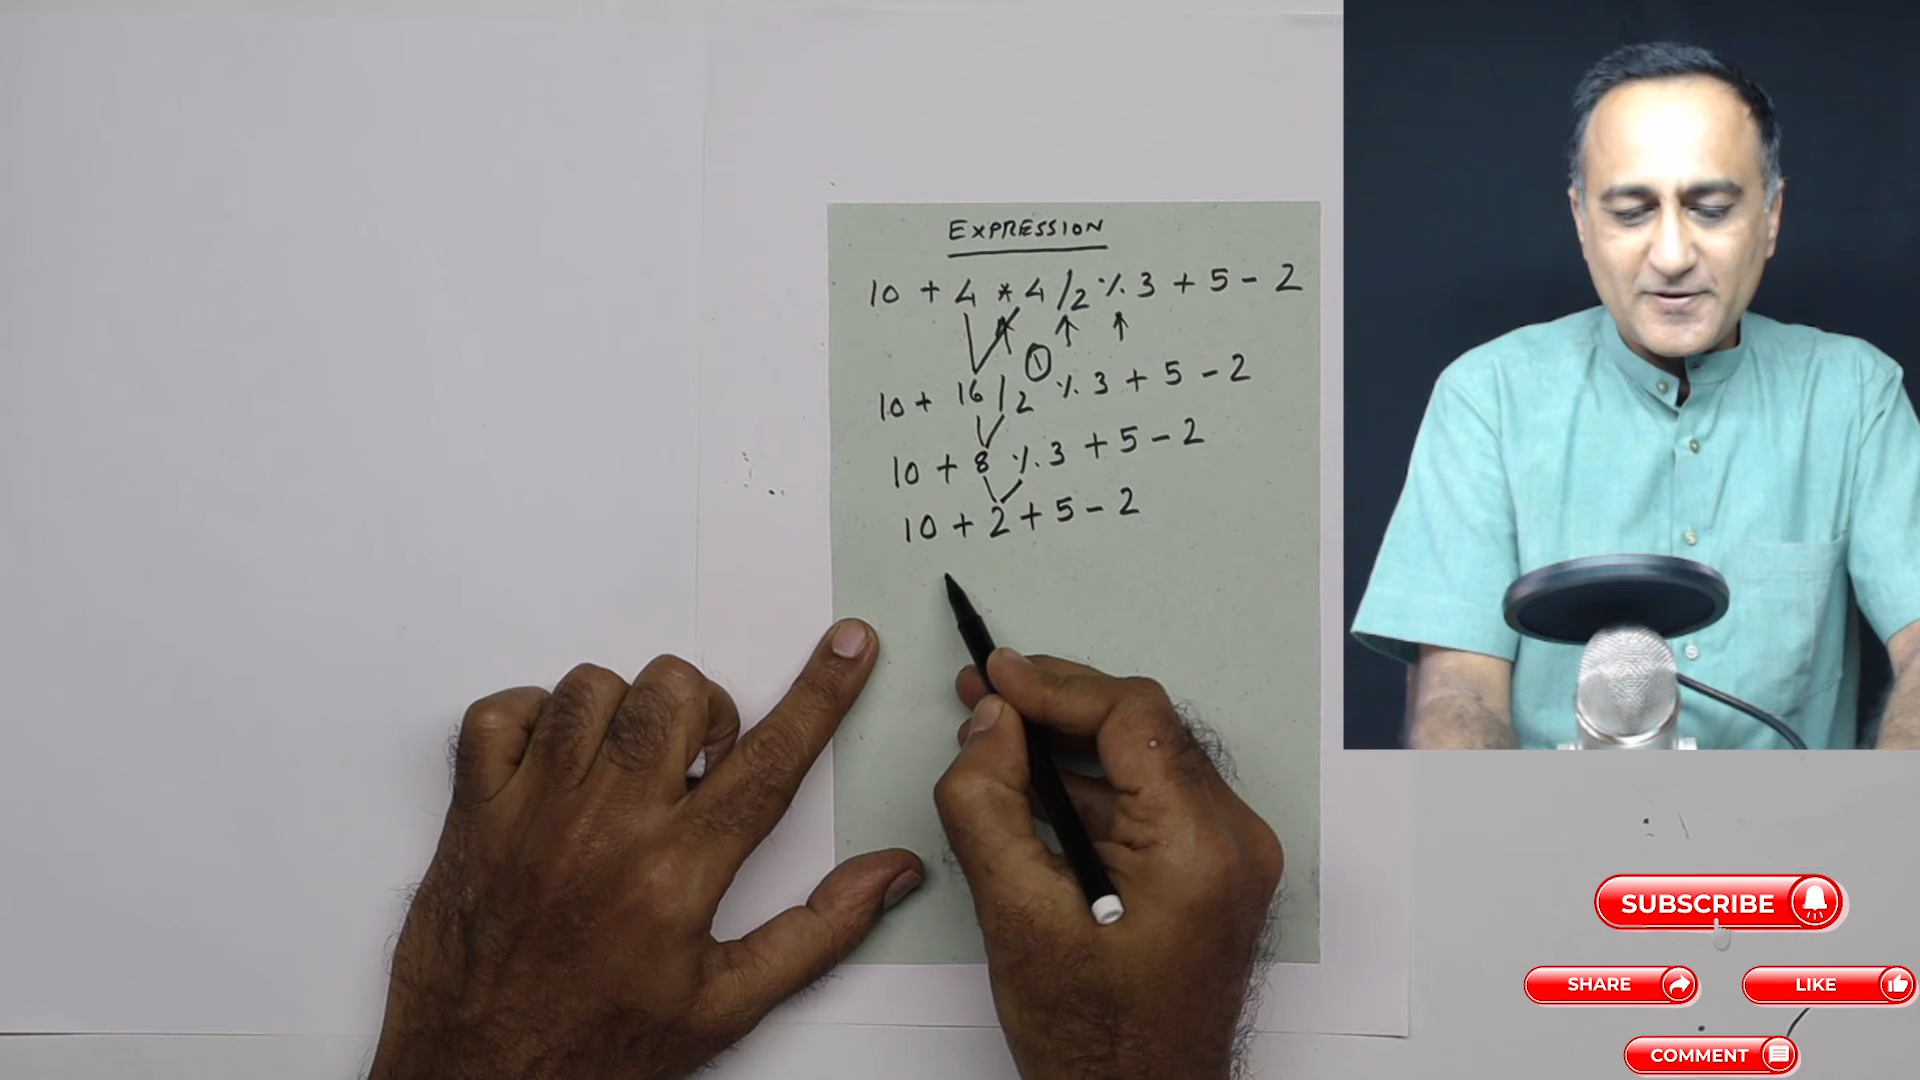 EXPRESSION
10 + 4 * 4 / 2 % 3 + 5 - 2
1
10 + 16 / 2 % 3 + 5 - 2
10 + 8 % 3 + 5 - 2
10 + 2 + 5 - 2
SUBSCRIBE
SHARE
LIKE
COMMENT